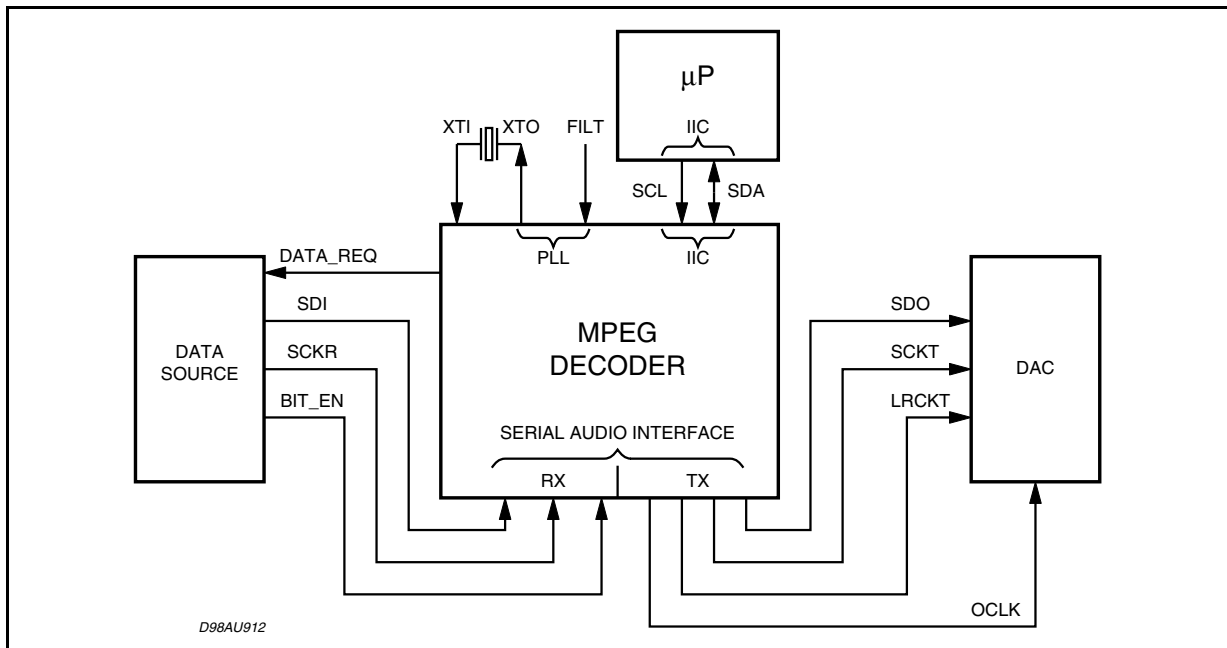 µP
XTI XTO FILT IIC
SCL SDA
DATA_REQ PLL IIC
SDI SDO
MPEG
DECODER
DATA
SOURCE
SCKR SCKT
DAC
BIT_EN LRCKT
SERIAL AUDIO INTERFACE
RX TX
OCLK
D98AU912